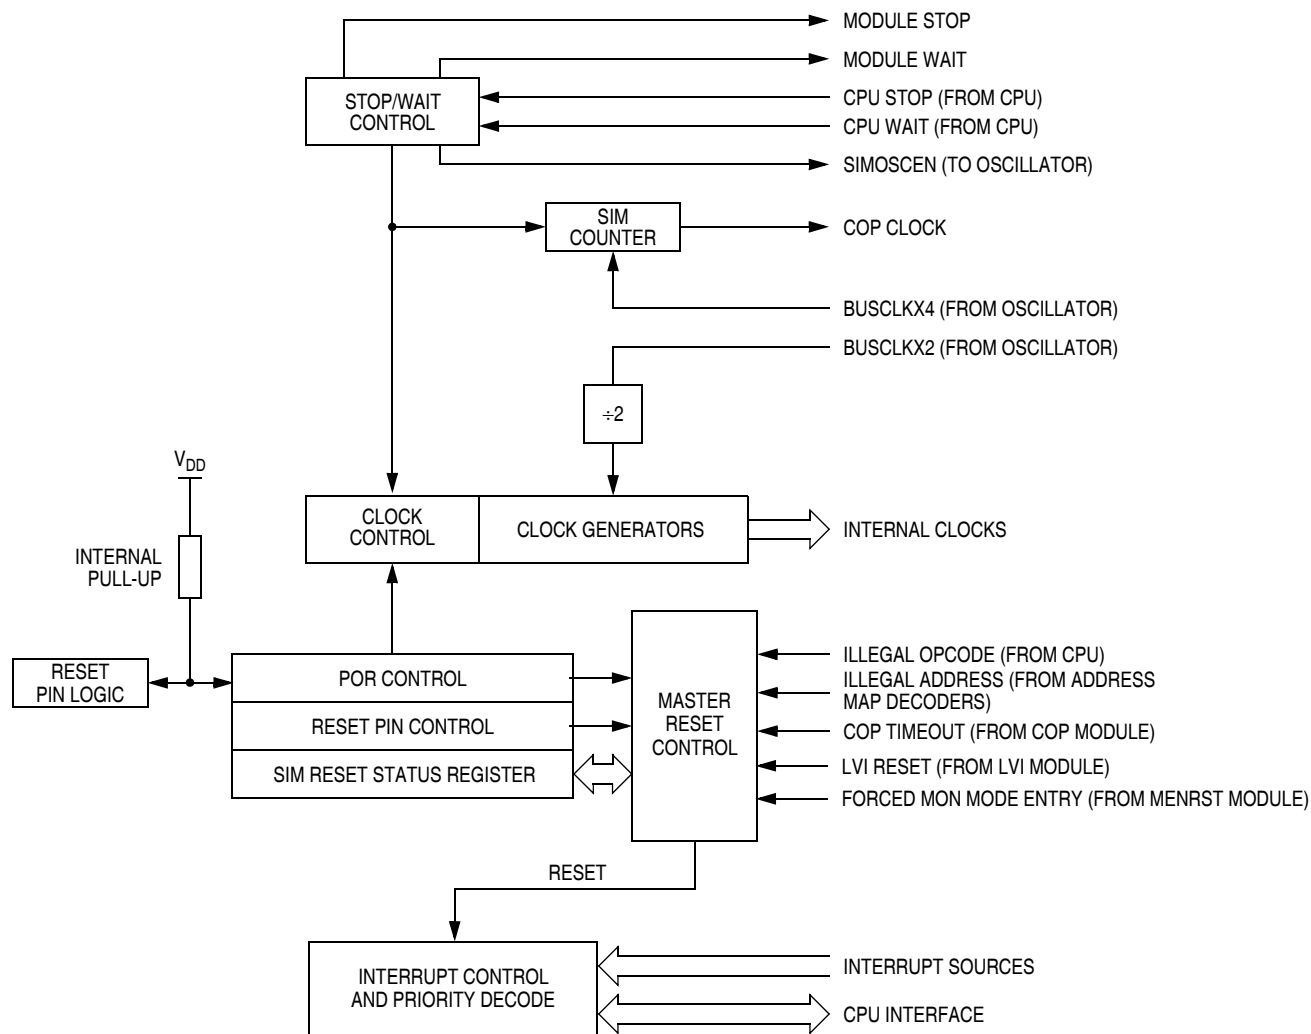 MODULE STOP
MODULE WAIT
STOP/WAIT
CONTROL
CPU STOP (FROM CPU)
CPU WAIT (FROM CPU)
SIMOSCEN (TO OSCILLATOR)
SIM
COUNTER
COP CLOCK
BUSCLKX4 (FROM OSCILLATOR)
BUSCLKX2 (FROM OSCILLATOR)
÷2
VDD
CLOCK
CONTROL
CLOCK GENERATORS
INTERNAL CLOCKS
INTERNAL
PULL-UP
RESET
PIN LOGIC
POR CONTROL
RESET PIN CONTROL
SIM RESET STATUS REGISTER
MASTER
RESET
CONTROL
ILLEGAL OPCODE (FROM CPU)
ILLEGAL ADDRESS (FROM ADDRESS
MAP DECODERS)
COP TIMEOUT (FROM COP MODULE)
LVI RESET (FROM LVI MODULE)
FORCED MON MODE ENTRY (FROM MENRST MODULE)
RESET
INTERRUPT CONTROL
AND PRIORITY DECODE
INTERRUPT SOURCES
CPU INTERFACE